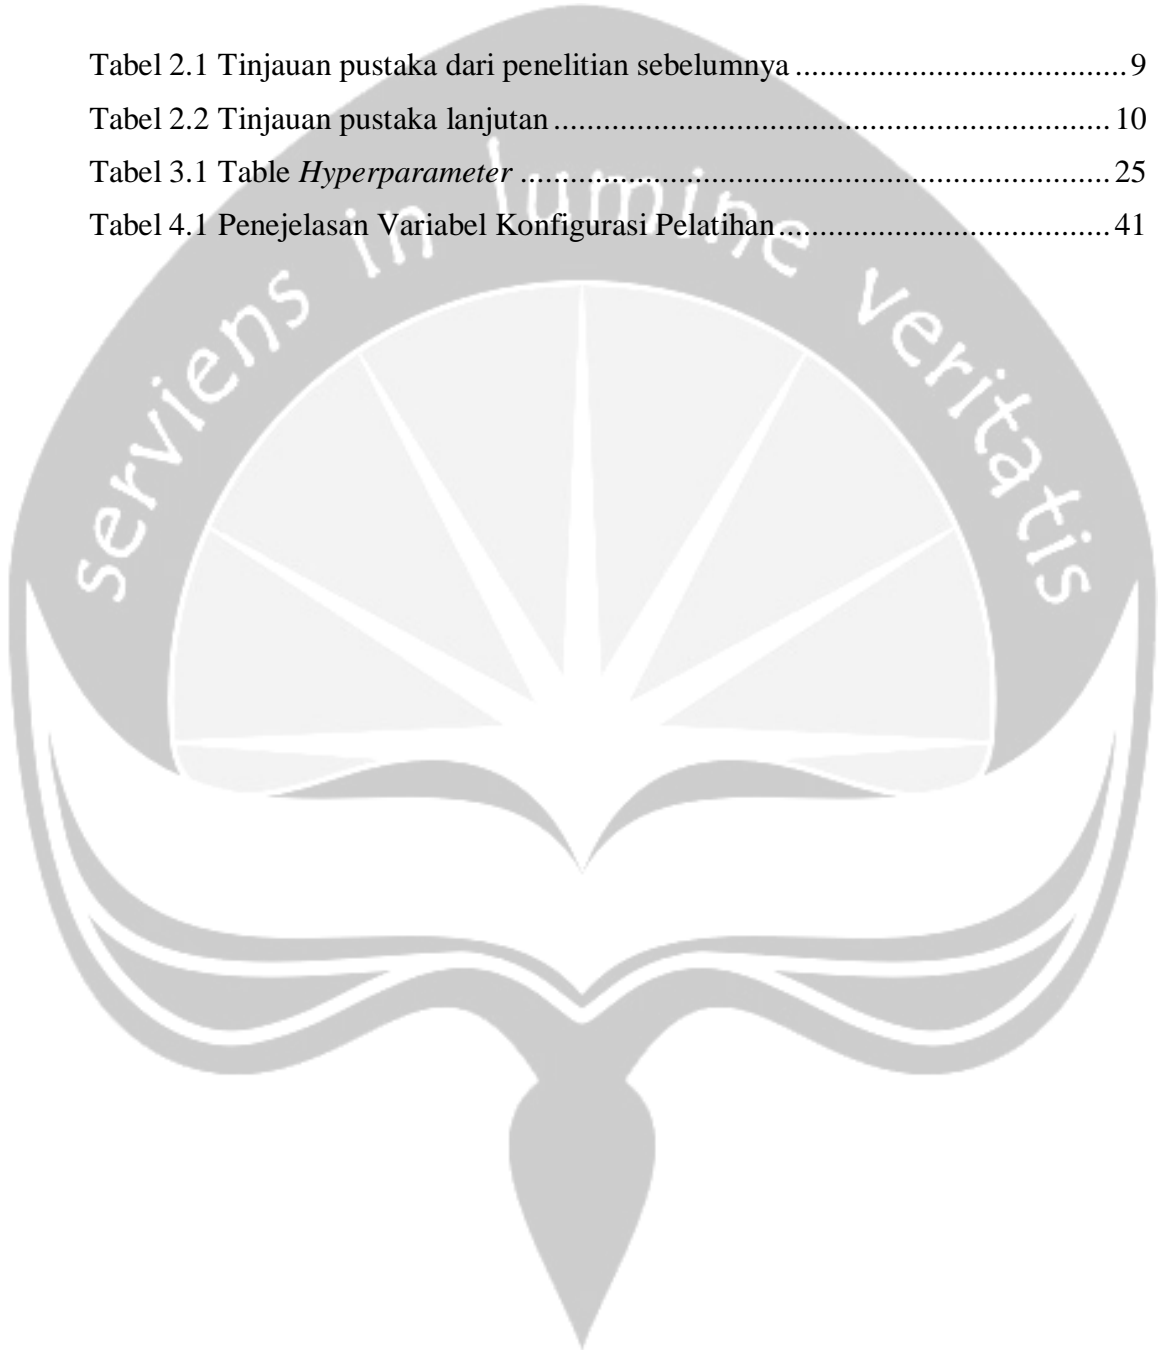 Tabel 2.1 Tinjauan pustaka dari penelitian sebelumnya ........................................ 9
Tabel 2.2 Tinjauan pustaka lanjutan .................................................................... 10
Tabel 3.1 Table Hyperparameter ........................................................................ 25
Tabel 4.1 Penejelasan Variabel Konfigurasi Pelatihan ........................................ 41
serviens in lumine veritatis